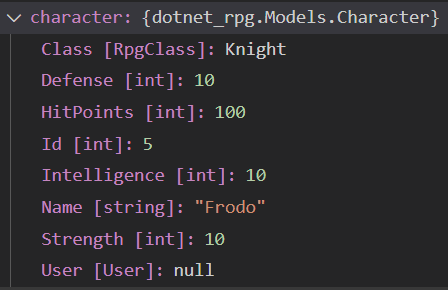 character: {dotnet_rpg.Models.Character}
Class [RpgClass]: Knight
Defense [int]: 10
HitPoints [int]: 100
Id [int]: 5
Intelligence [int]: 10
Name [string]: "Frodo"
Strength [int]: 10
User [User]: null